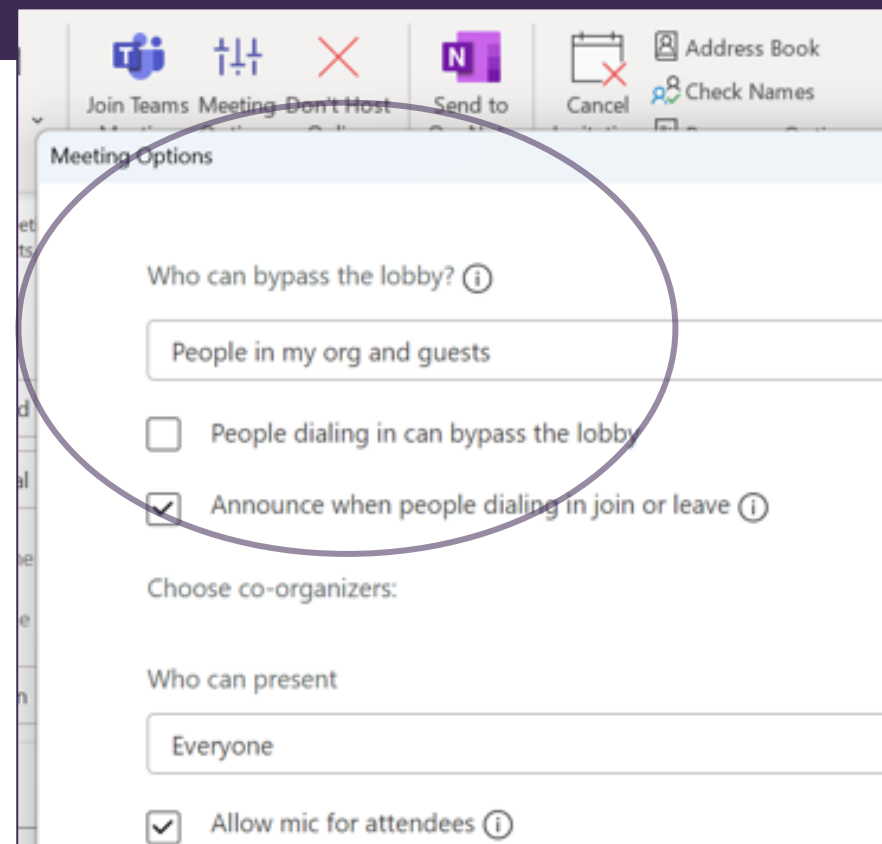 Join Teams Meeting Don't Host Send to Cancel
Address Book
Check Names
Meeting Options
Who can bypass the lobby?
People in my org and guests
People dialing in can bypass the lobby
Announce when people dialing in join or leave
Choose co-organizers:
Who can present
Everyone
Allow mic for attendees